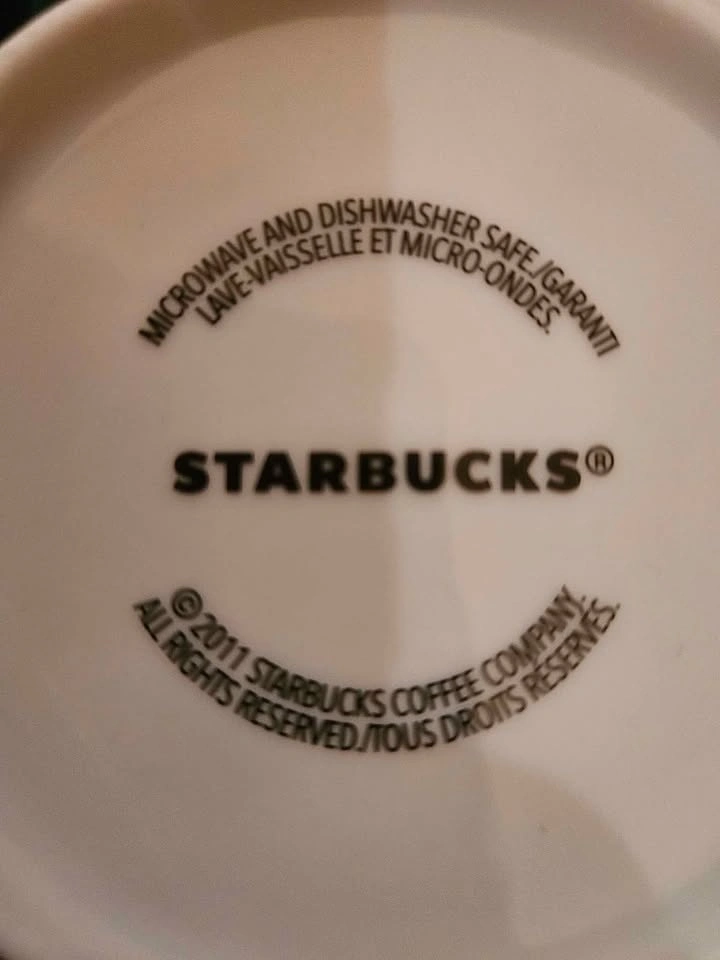 MICROWAVE AND DISHWASHER SAFE./GARANTI
LAVE-VAISSELLE ET MICRO-ONDES.
STARBUCKS®
© 2011 STARBUCKS COFFEE COMPANY.
ALL RIGHTS RESERVED./TOUS DROITS RÉSERVÉS.